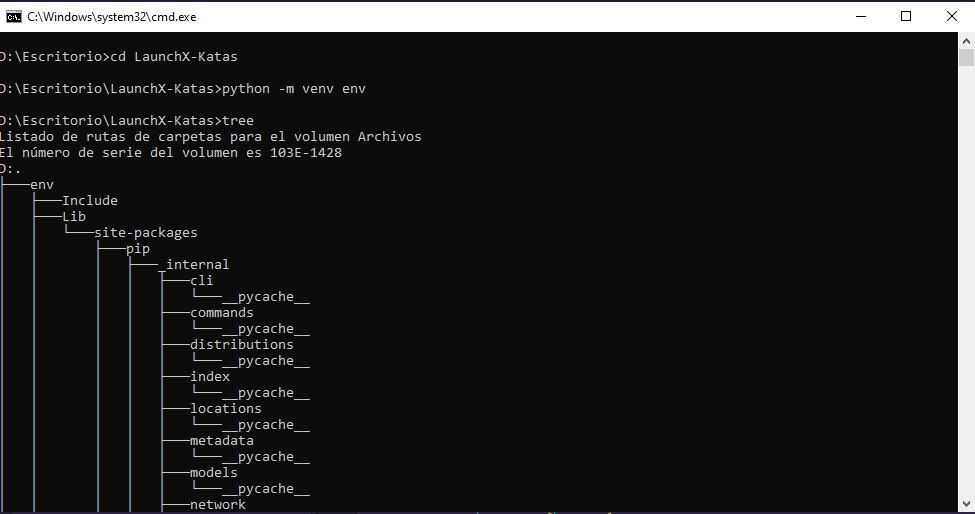 C:\Windows\system32\cmd.exe
D:\Escritorio>cd LaunchX-Katas
D:\Escritorio\LaunchX-Katas>python -m venv env
D:\Escritorio\LaunchX-Katas>tree
Listado de rutas de carpetas para el volumen Archivos
El número de serie del volumen es 103E-1428
D:.
├───env
│   ├───Include
│   ├───Lib
│   │   └───site-packages
│   │       ├───pip
│   │       │   ├───_internal
│   │       │   │   ├───cli
│   │       │   │   │   └───__pycache__
│   │       │   │   ├───commands
│   │       │   │   │   └───__pycache__
│   │       │   │   ├───distributions
│   │       │   │   │   └───__pycache__
│   │       │   │   ├───index
│   │       │   │   │   └───__pycache__
│   │       │   │   ├───locations
│   │       │   │   │   └───__pycache__
│   │       │   │   ├───metadata
│   │       │   │   │   └───__pycache__
│   │       │   │   ├───models
│   │       │   │   │   └───__pycache__
│   │       │   │   ├───network